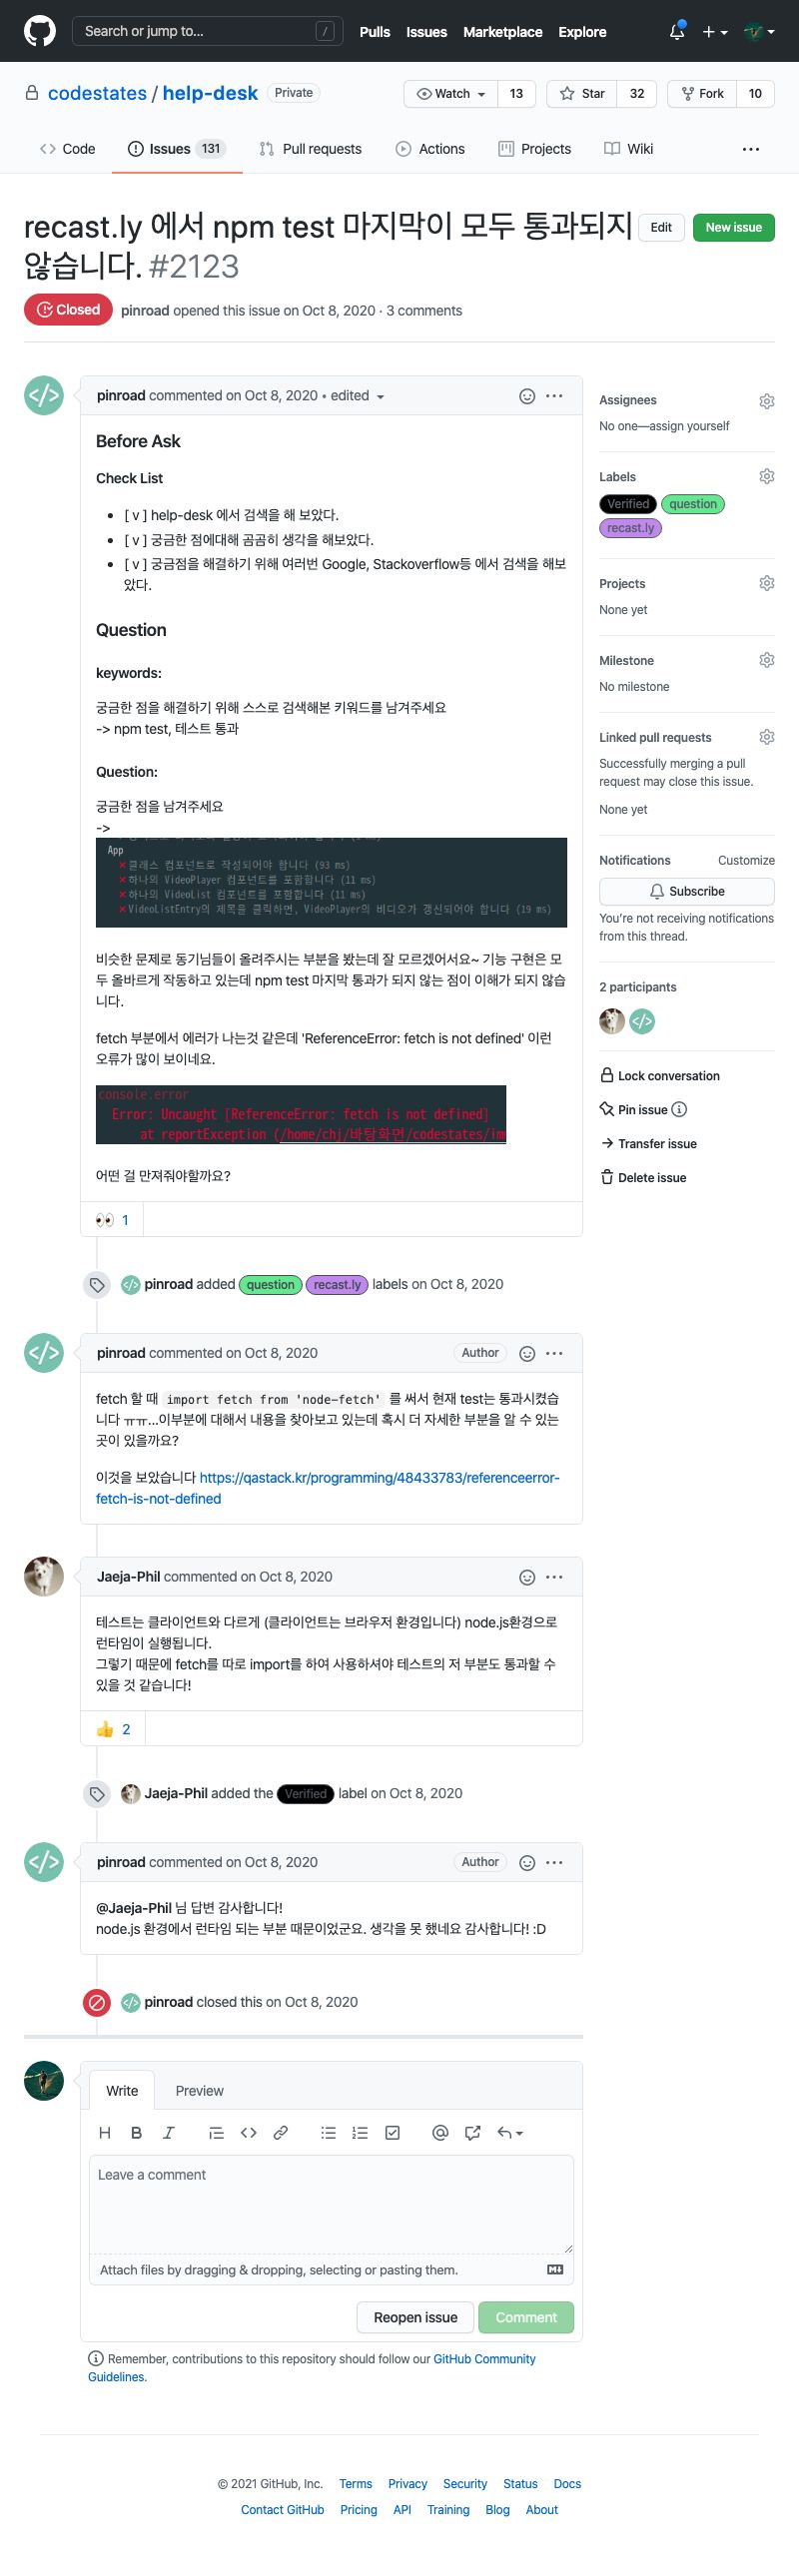 Search or jump to...
/
Pulls Issues Marketplace Explore
codestates / help-desk Private
Watch 13 Star 32 Fork 10
Code Issues 131 Pull requests Actions Projects Wiki
recast.ly 에서 npm test 마지막이 모두 통과되지
않습니다. #2123
Edit New issue
Closed pinroad opened this issue on Oct 8, 2020 · 3 comments
pinroad commented on Oct 8, 2020 • edited
Before Ask
Check List
[ v ] help-desk 에서 검색을 해 보았다.
[ v ] 궁금한 점에대해 곰곰히 생각을 해보았다.
[ v ] 궁금점을 해결하기 위해 여러번 Google, Stackoverflow등 에서 검색을 해보
았다.
Question
keywords:
궁금한 점을 해결하기 위해 스스로 검색해본 키워드를 남겨주세요
-> npm test, 테스트 통과
Question:
궁금한 점을 남겨주세요
->
App
×클래스 컴포넌트로 작성되어야 합니다 (93 ms)
×하나의 VideoPlayer 컴포넌트를 포함합니다 (11 ms)
×하나의 VideoList 컴포넌트를 포함합니다 (11 ms)
×VideoListEntry의 제목을 클릭하면, VideoPlayer의 비디오가 갱신되어야 합니다 (19 ms)
비슷한 문제로 동기님들이 올려주시는 부분을 봤는데 잘 모르겠어서요~ 기능 구현은 모
두 올바르게 작동하고 있는데 npm test 마지막 통과가 되지 않는 점이 이해가 되지 않습
니다.
fetch 부분에서 에러가 나는것 같은데 'ReferenceError: fetch is not defined' 이런
오류가 많이 보이네요.
console.error
Error: Uncaught [ReferenceError: fetch is not defined]
at reportException (/home/chj/바탕화면/codestates/im
어떤 걸 만져줘야할까요?
👀 1
pinroad added question recast.ly labels on Oct 8, 2020
pinroad commented on Oct 8, 2020 Author
fetch 할 때 import fetch from 'node-fetch' 를 써서 현재 test는 통과시켰습
니다 ㅠㅠ...이부분에 대해서 내용을 찾아보고 있는데 혹시 더 자세한 부분을 알 수 있는
곳이 있을까요?
이것을 보았습니다 https://qastack.kr/programming/48433783/referenceerror-
fetch-is-not-defined
Jaeja-Phil commented on Oct 8, 2020
테스트는 클라이언트와 다르게 (클라이언트는 브라우저 환경입니다) node.js환경으로
런타임이 실행됩니다.
그렇기 때문에 fetch를 따로 import를 하여 사용하셔야 테스트의 저 부분도 통과할 수
있을 것 같습니다!
👍 2
Jaeja-Phil added the Verified label on Oct 8, 2020
pinroad commented on Oct 8, 2020 Author
@Jaeja-Phil 님 답변 감사합니다!
node.js 환경에서 런타임 되는 부분 때문이었군요. 생각을 못 했네요 감사합니다! :D
pinroad closed this on Oct 8, 2020
Write Preview
Leave a comment
Attach files by dragging & dropping, selecting or pasting them.
Reopen issue Comment
Remember, contributions to this repository should follow our GitHub Community
Guidelines.
Assignees
No one—assign yourself
Labels
Verified question
recast.ly
Projects
None yet
Milestone
No milestone
Linked pull requests
Successfully merging a pull
request may close this issue.
None yet
Notifications Customize
Subscribe
You're not receiving notifications
from this thread.
2 participants
Lock conversation
Pin issue
Transfer issue
Delete issue
© 2021 GitHub, Inc. Terms Privacy Security Status Docs
Contact GitHub Pricing API Training Blog About